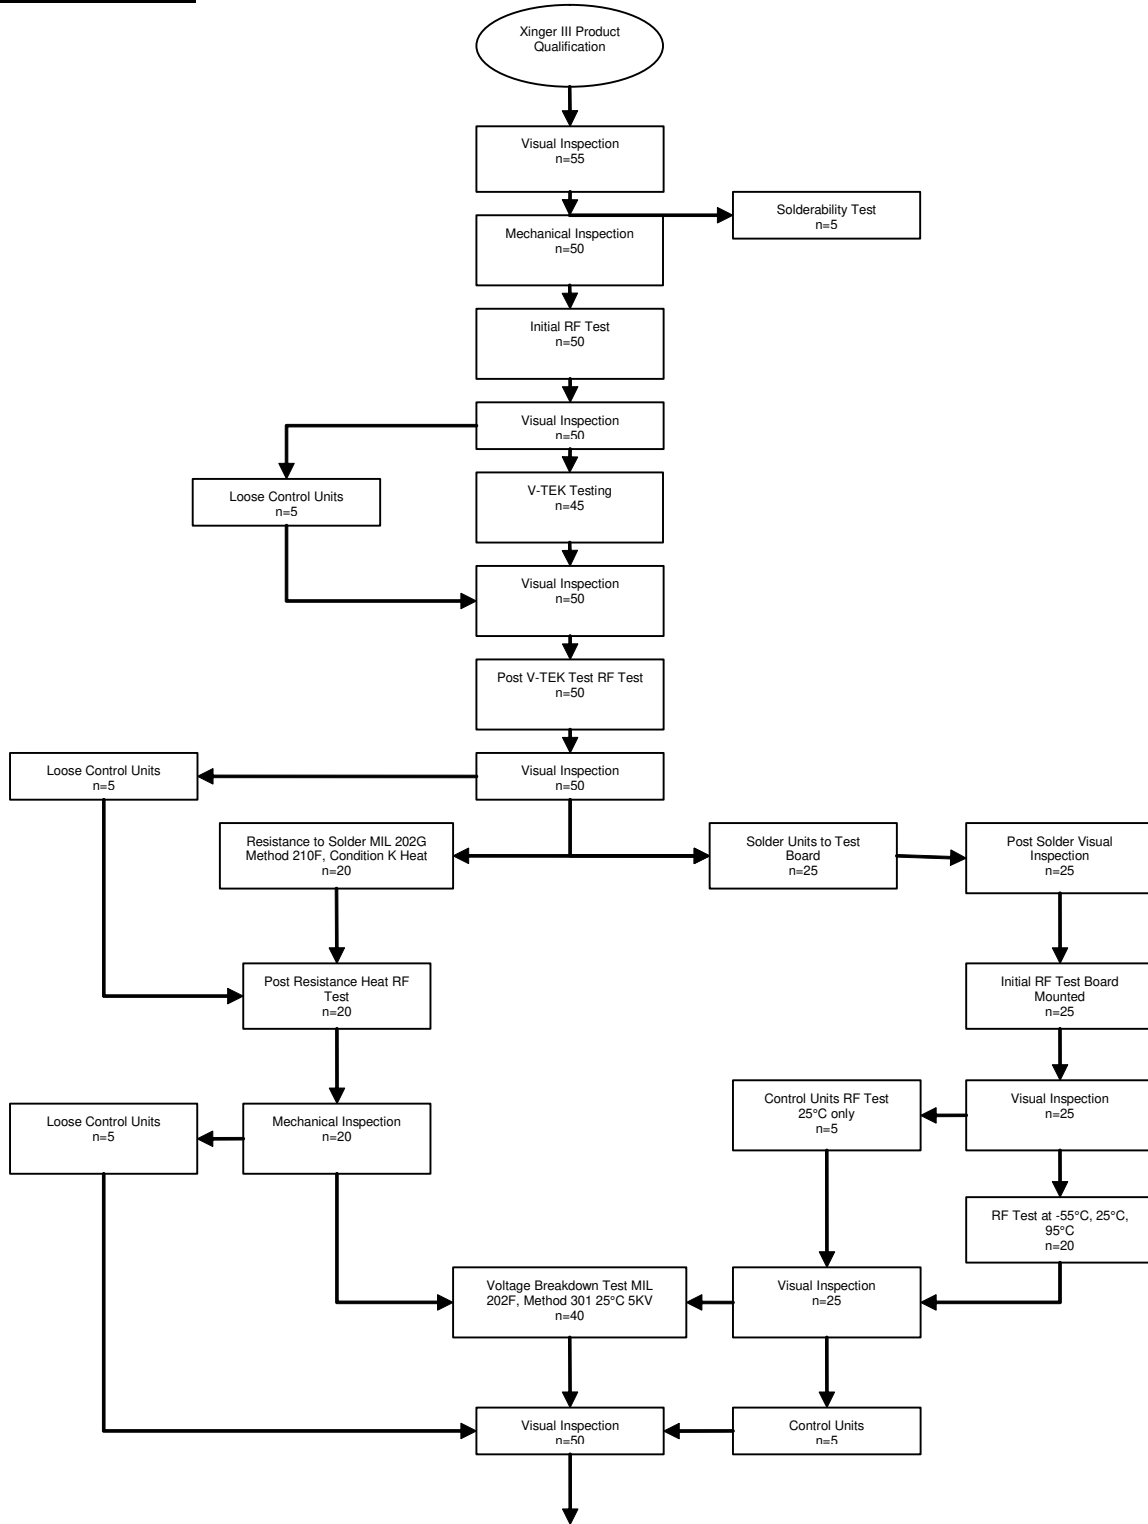 Xinger III Product
Qualification
Visual Inspection
n=55
Solderability Test
n=5
Mechanical Inspection
n=50
Initial RF Test
n=50
Visual Inspection
n=50
Loose Control Units
n=5
V-TEK Testing
n=45
Visual Inspection
n=50
Post V-TEK Test RF Test
n=50
Loose Control Units
n=5
Visual Inspection
n=50
Resistance to Solder MIL 202G
Method 210F, Condition K Heat
n=20
Solder Units to Test
Board
n=25
Post Solder Visual
Inspection
n=25
Post Resistance Heat RF
Test
n=20
Initial RF Test Board
Mounted
n=25
Loose Control Units
n=5
Mechanical Inspection
n=20
Control Units RF Test
25°C only
n=5
Visual Inspection
n=25
RF Test at -55°C, 25°C,
95°C
n=20
Voltage Breakdown Test MIL
202F, Method 301 25°C 5KV
n=40
Visual Inspection
n=25
Visual Inspection
n=50
Control Units
n=5